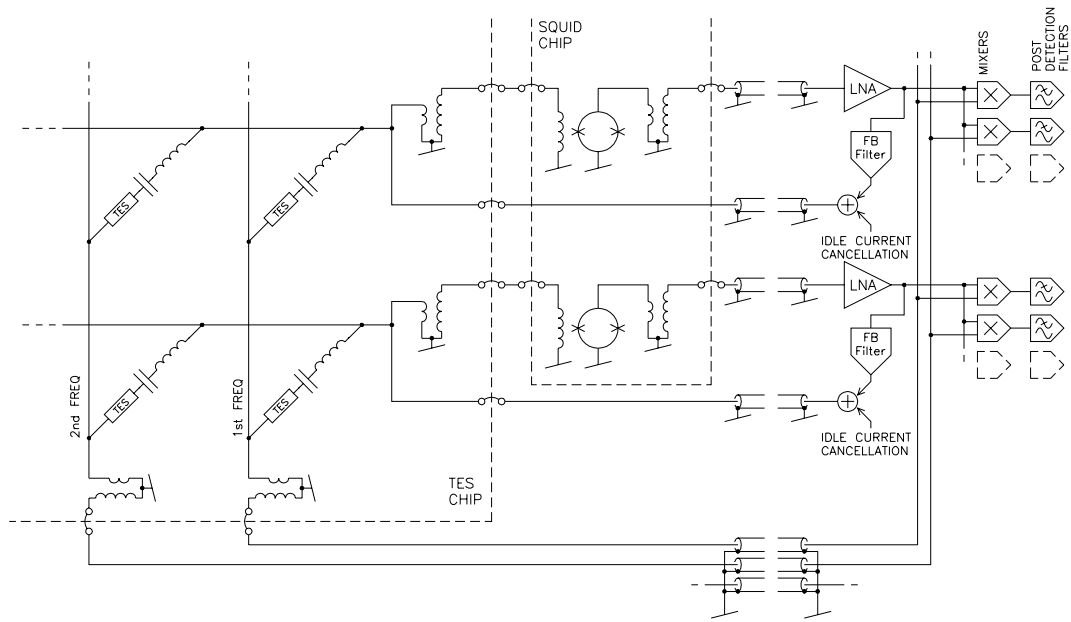 SQUID
CHIP
MIXERS
POST
DETECTION
FILTERS
LNA
FB
Filter
TES
TES
IDLE CURRENT
CANCELLATION
LNA
FB
Filter
TES
TES
2nd FREQ
1st FREQ
IDLE CURRENT
CANCELLATION
TES
CHIP